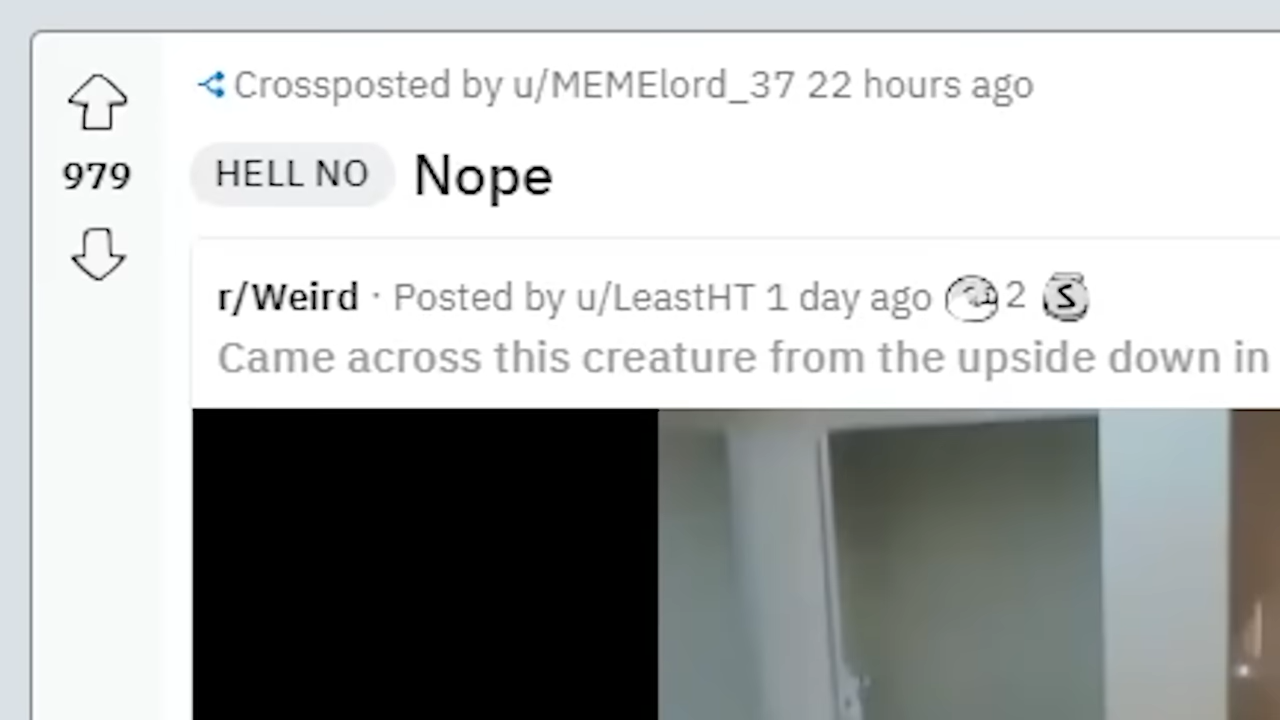 Crossposted by u/MEMElord_37 22 hours ago
979
HELL NO Nope
r/Weird · Posted by u/LeastHT 1 day ago 2 S
Came across this creature from the upside down in